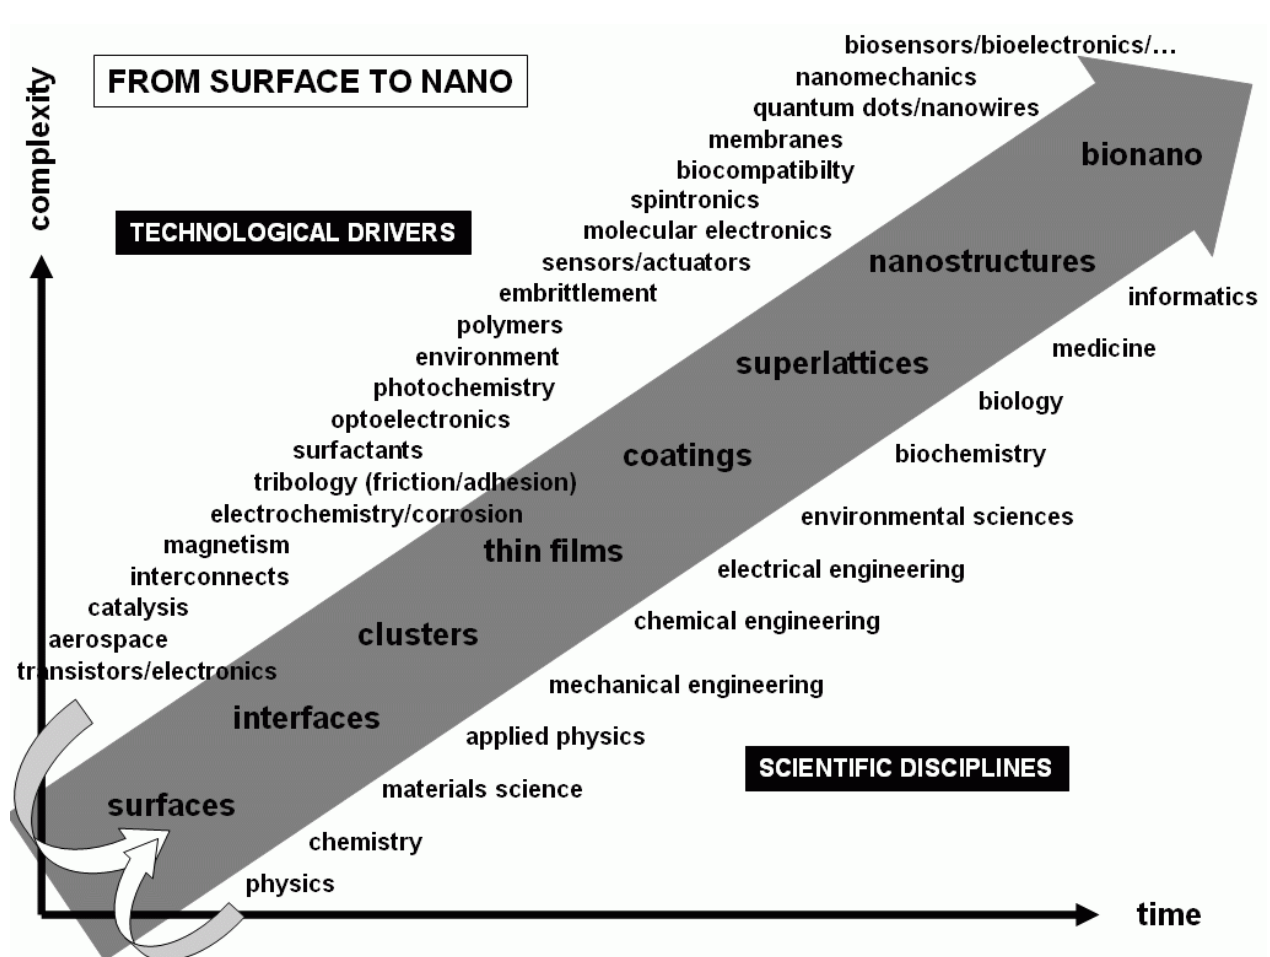 biosensors/bioelectronics/...
FROM SURFACE TO NANO
complexity
nanomechanics
quantum dots/nanowires
membranes
biocompatibilty
spintronics
TECHNOLOGICAL DRIVERS
molecular electronics
sensors/actuators
embrittlement
polymers
environment
photochemistry
optoelectronics
surfactants
tribology (friction/adhesion)
electrochemistry/corrosion
magnetism
interconnects
catalysis
aerospace
transistors/electronics
bionano
nanostructures
superlattices
coatings
thin films
clusters
interfaces
surfaces
informatics
medicine
biology
biochemistry
environmental sciences
electrical engineering
chemical engineering
mechanical engineering
applied physics
SCIENTIFIC DISCIPLINES
materials science
chemistry
physics
time